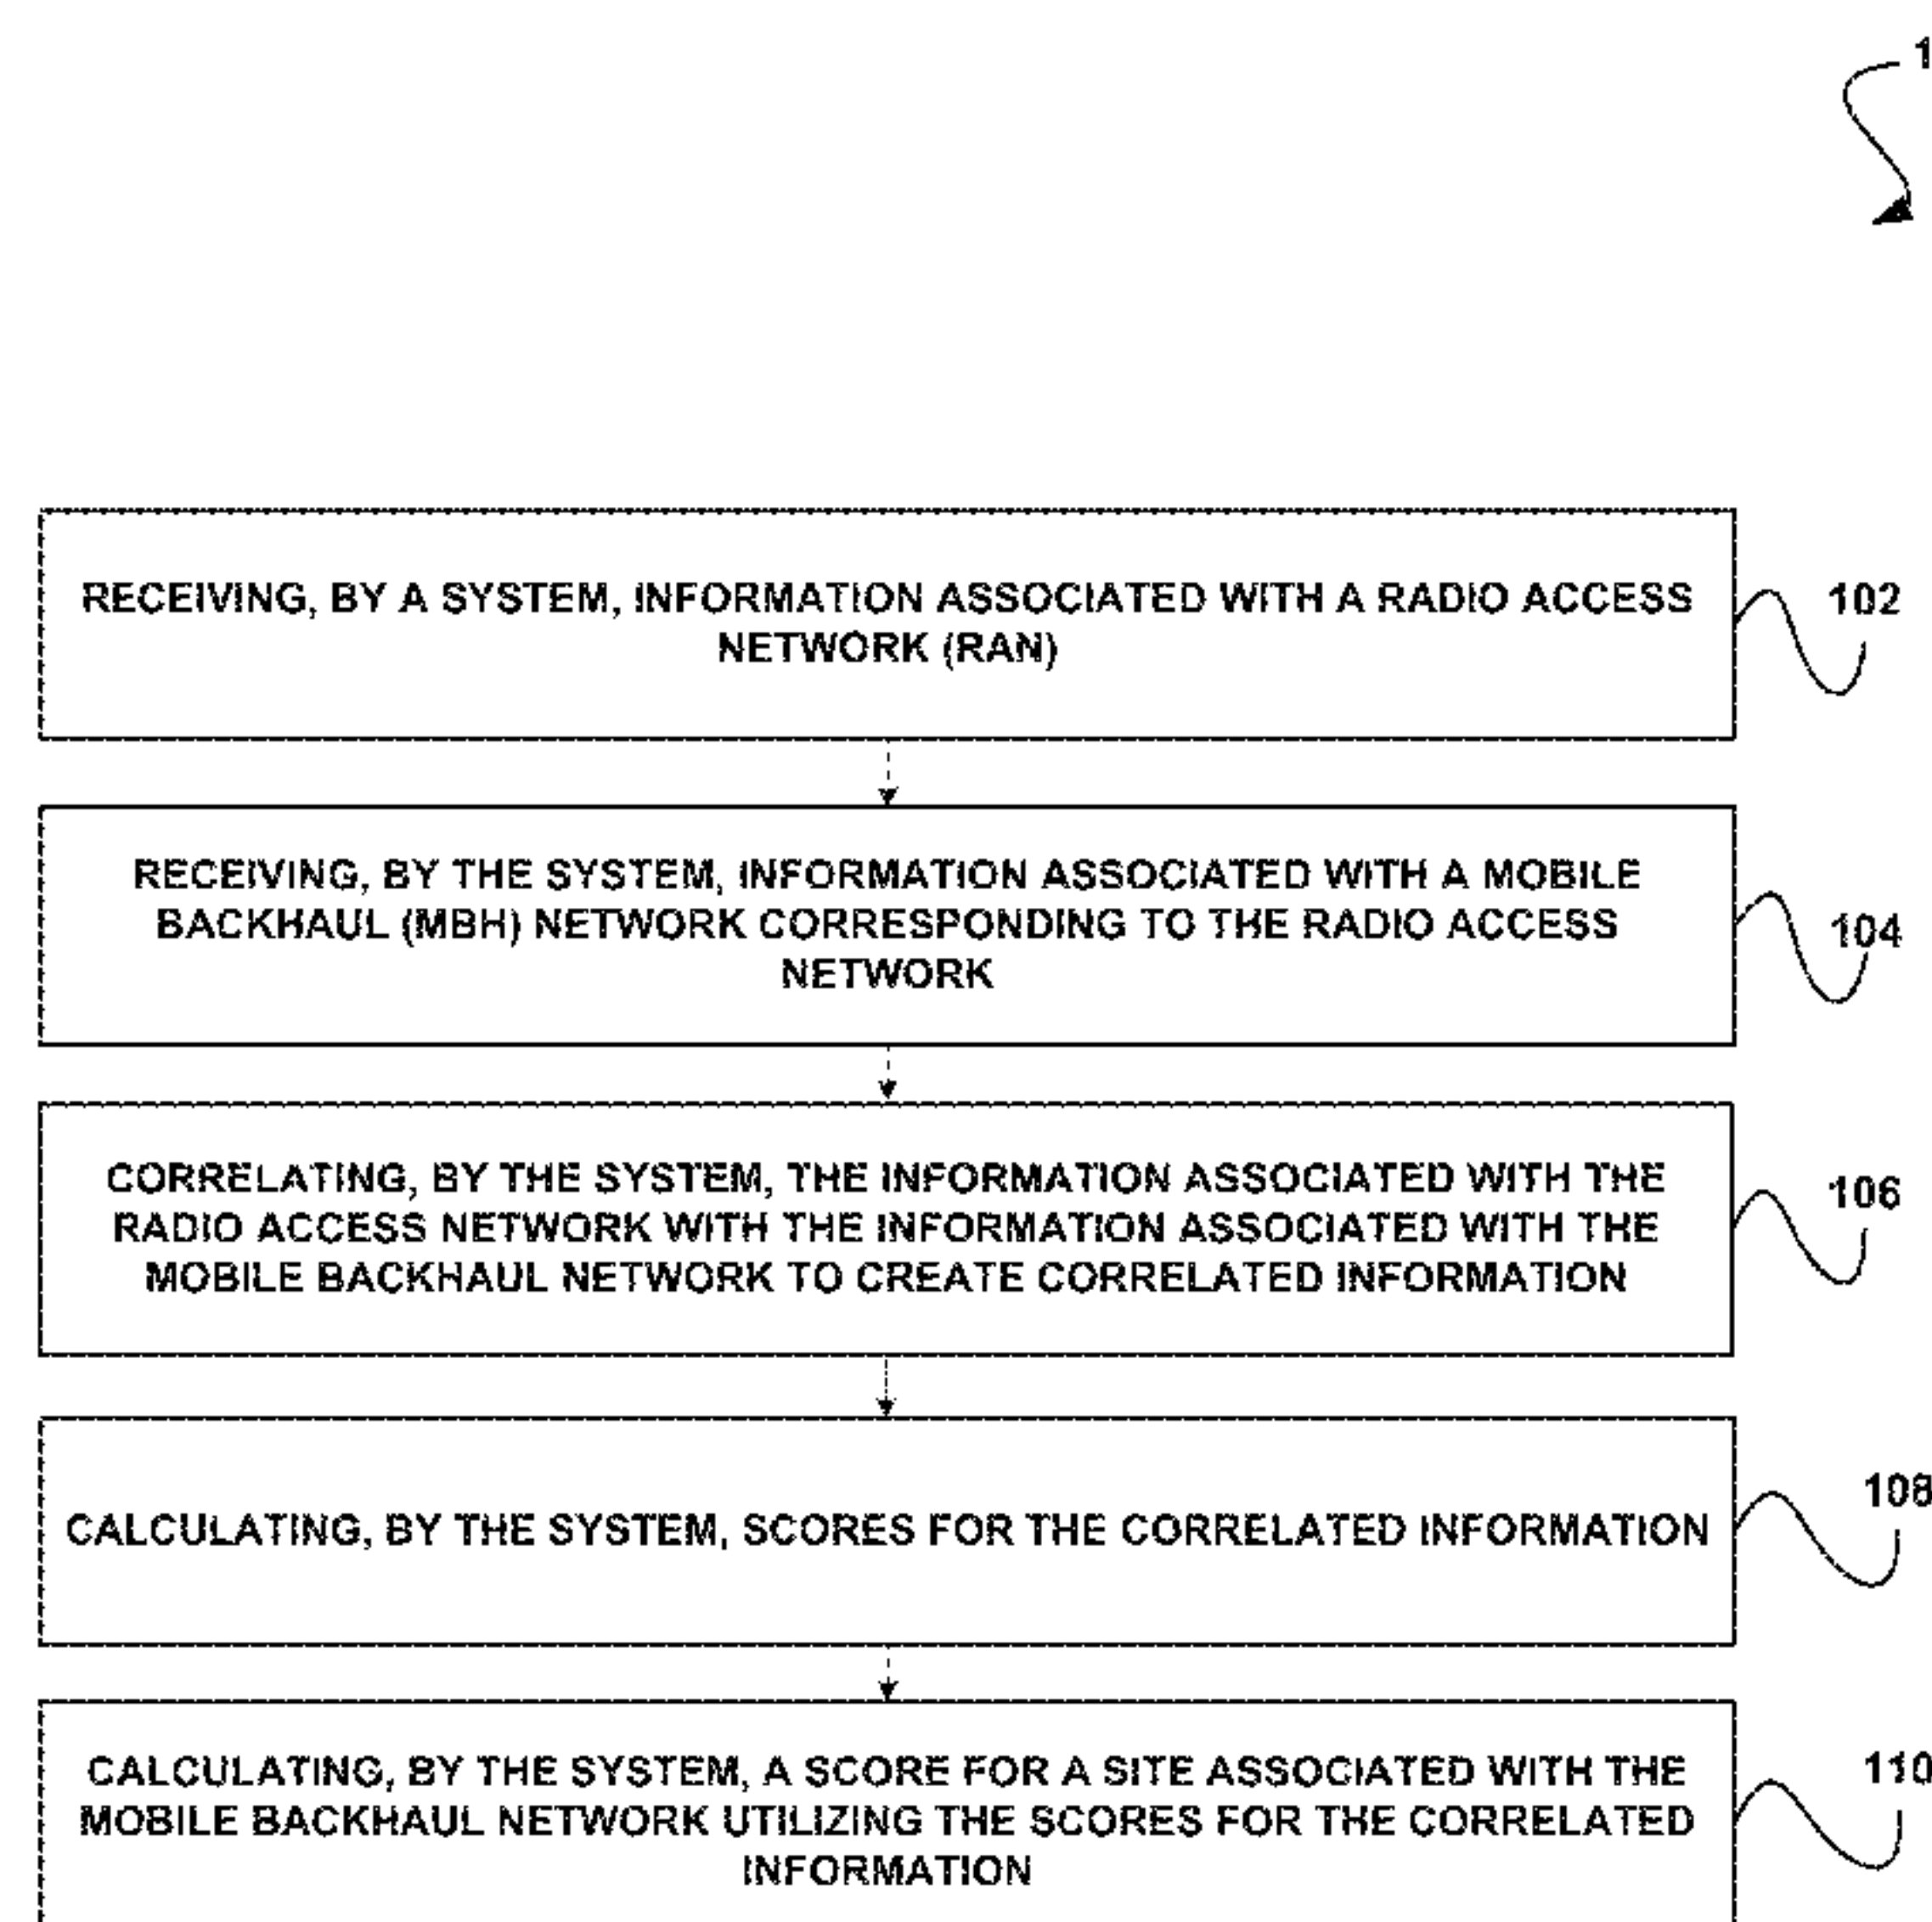 1
RECEIVING, BY A SYSTEM, INFORMATION ASSOCIATED WITH A RADIO ACCESS
NETWORK (RAN)
102
RECEIVING, BY THE SYSTEM, INFORMATION ASSOCIATED WITH A MOBILE
BACKHAUL (MBH) NETWORK CORRESPONDING TO THE RADIO ACCESS
NETWORK
104
CORRELATING, BY THE SYSTEM, THE INFORMATION ASSOCIATED WITH THE
RADIO ACCESS NETWORK WITH THE INFORMATION ASSOCIATED WITH THE
MOBILE BACKHAUL NETWORK TO CREATE CORRELATED INFORMATION
106
CALCULATING, BY THE SYSTEM, SCORES FOR THE CORRELATED INFORMATION
108
CALCULATING, BY THE SYSTEM, A SCORE FOR A SITE ASSOCIATED WITH THE
MOBILE BACKHAUL NETWORK UTILIZING THE SCORES FOR THE CORRELATED
INFORMATION
110